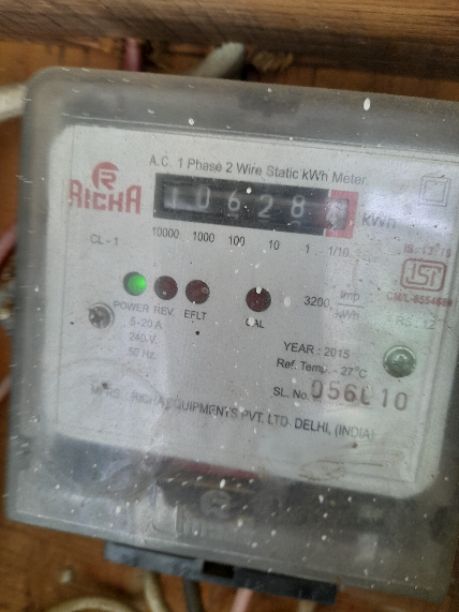 A.C. 1 Phase 2 Wire Static kWh Meter
RICHA
10628
kWh
CL-1
10000 1000 100 10 1 1/10
POWER REV. EFLT CAL
3200 imp
kWh
5-20 A
240 V.
50 Hz.
YEAR : 2015
Ref. Temp. - 27°C
SL. No.
MFRS : RICHA EQUIPMENTS PVT. LTD. DELHI, (INDIA)